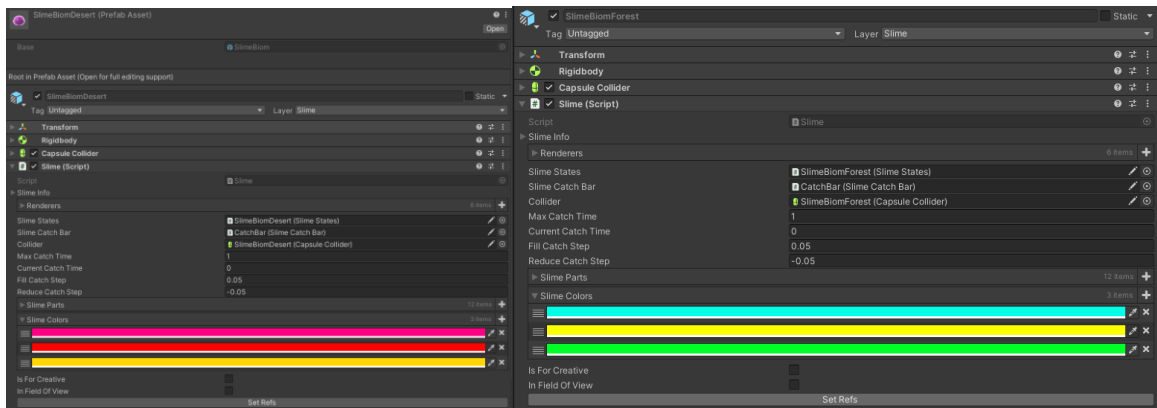 SlimeBiomDesert (Prefab Asset)
Open
Base
SlimeBiom
Root in Prefab Asset (Open for full editing support)
SlimeBiomDesert
Static
Tag Untagged
Layer Slime
Transform
Rigidbody
Capsule Collider
Slime (Script)
Script
Slime
Slime Info
Renderers
6 items
Slime States
SlimeBiomDesert (Slime States)
Slime Catch Bar
CatchBar (Slime Catch Bar)
Collider
SlimeBiomDesert (Capsule Collider)
Max Catch Time
1
Current Catch Time
0
Fill Catch Step
0.05
Reduce Catch Step
-0.05
Slime Parts
12 items
Slime Colors
3 items
Is For Creative
In Field Of View
Set Refs
SlimeBiomForest
Static
Tag Untagged
Layer Slime
Transform
Rigidbody
Capsule Collider
Slime (Script)
Script
Slime
Slime Info
Renderers
6 items
Slime States
SlimeBiomForest (Slime States)
Slime Catch Bar
CatchBar (Slime Catch Bar)
Collider
SlimeBiomForest (Capsule Collider)
Max Catch Time
1
Current Catch Time
0
Fill Catch Step
0.05
Reduce Catch Step
-0.05
Slime Parts
12 items
Slime Colors
3 items
Is For Creative
In Field Of View
Set Refs